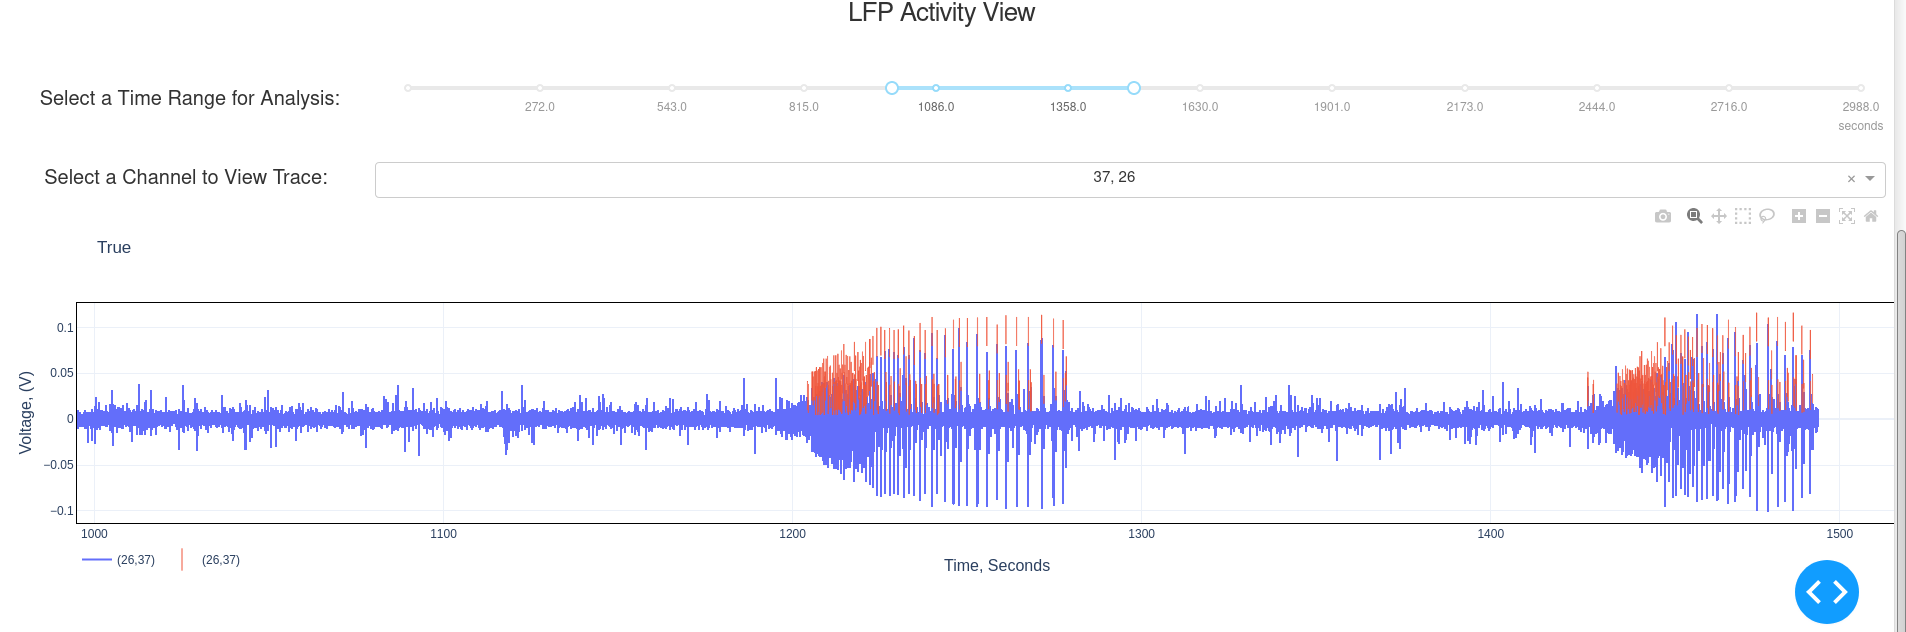 LFP Activity View
Select a Time Range for Analysis:
272.0 543.0 815.0 1086.0 1358.0 1630.0 1901.0 2173.0 2444.0 2716.0 2988.0
seconds
Select a Channel to View Trace:
37, 26
True
Voltage, (V)
0.1
0.05
0
−0.05
−0.1
1000 1100 1200 1300 1400 1500
(26,37) (26,37)
Time, Seconds